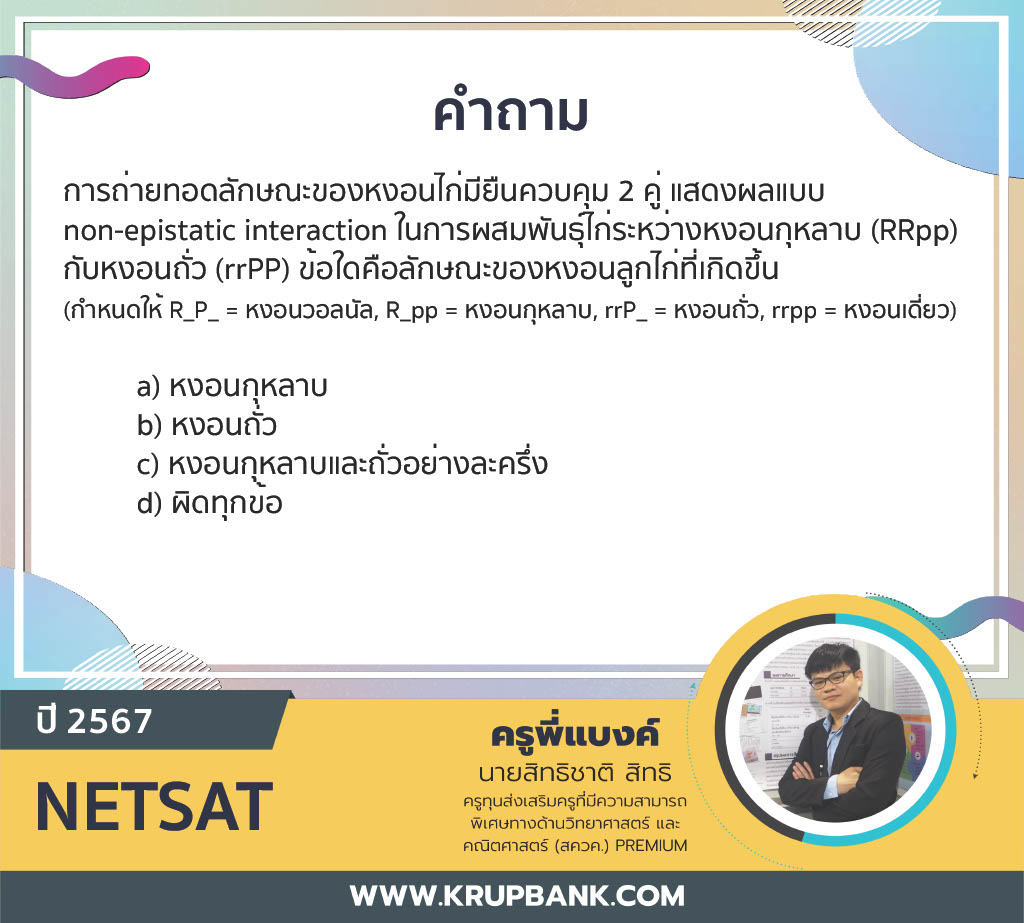 คำถาม
การถ่ายทอดลักษณะของหงอนไก่มียีนควบคุม 2 คู่ แสดงผลแบบ
non-epistatic interaction ในการผสมพันธุ์ไก่ระหว่างหงอนกุหลาบ (RRpp)
กับหงอนถั่ว (rrPP) ข้อใดคือลักษณะของหงอนลูกไก่ที่เกิดขึ้น
(กำหนดให้ R_P_ = หงอนวอลนัล, R_pp = หงอนกุหลาบ, rrP_ = หงอนถั่ว, rrpp = หงอนเดี่ยว)
a) หงอนกุหลาบ
b) หงอนถั่ว
c) หงอนกุหลาบและถั่วอย่างละครึ่ง
d) ผิดทุกข้อ
ปี 2567
NETSAT
ครูพี่แบงค์
นายสิทธิชาติ สิทธิ
ครูทุนส่งเสริมครูที่มีความสามารถ
พิเศษทางด้านวิทยาศาสตร์ และ
คณิตศาสตร์ (สควค.) PREMIUM
WWW.KRUPBANK.COM